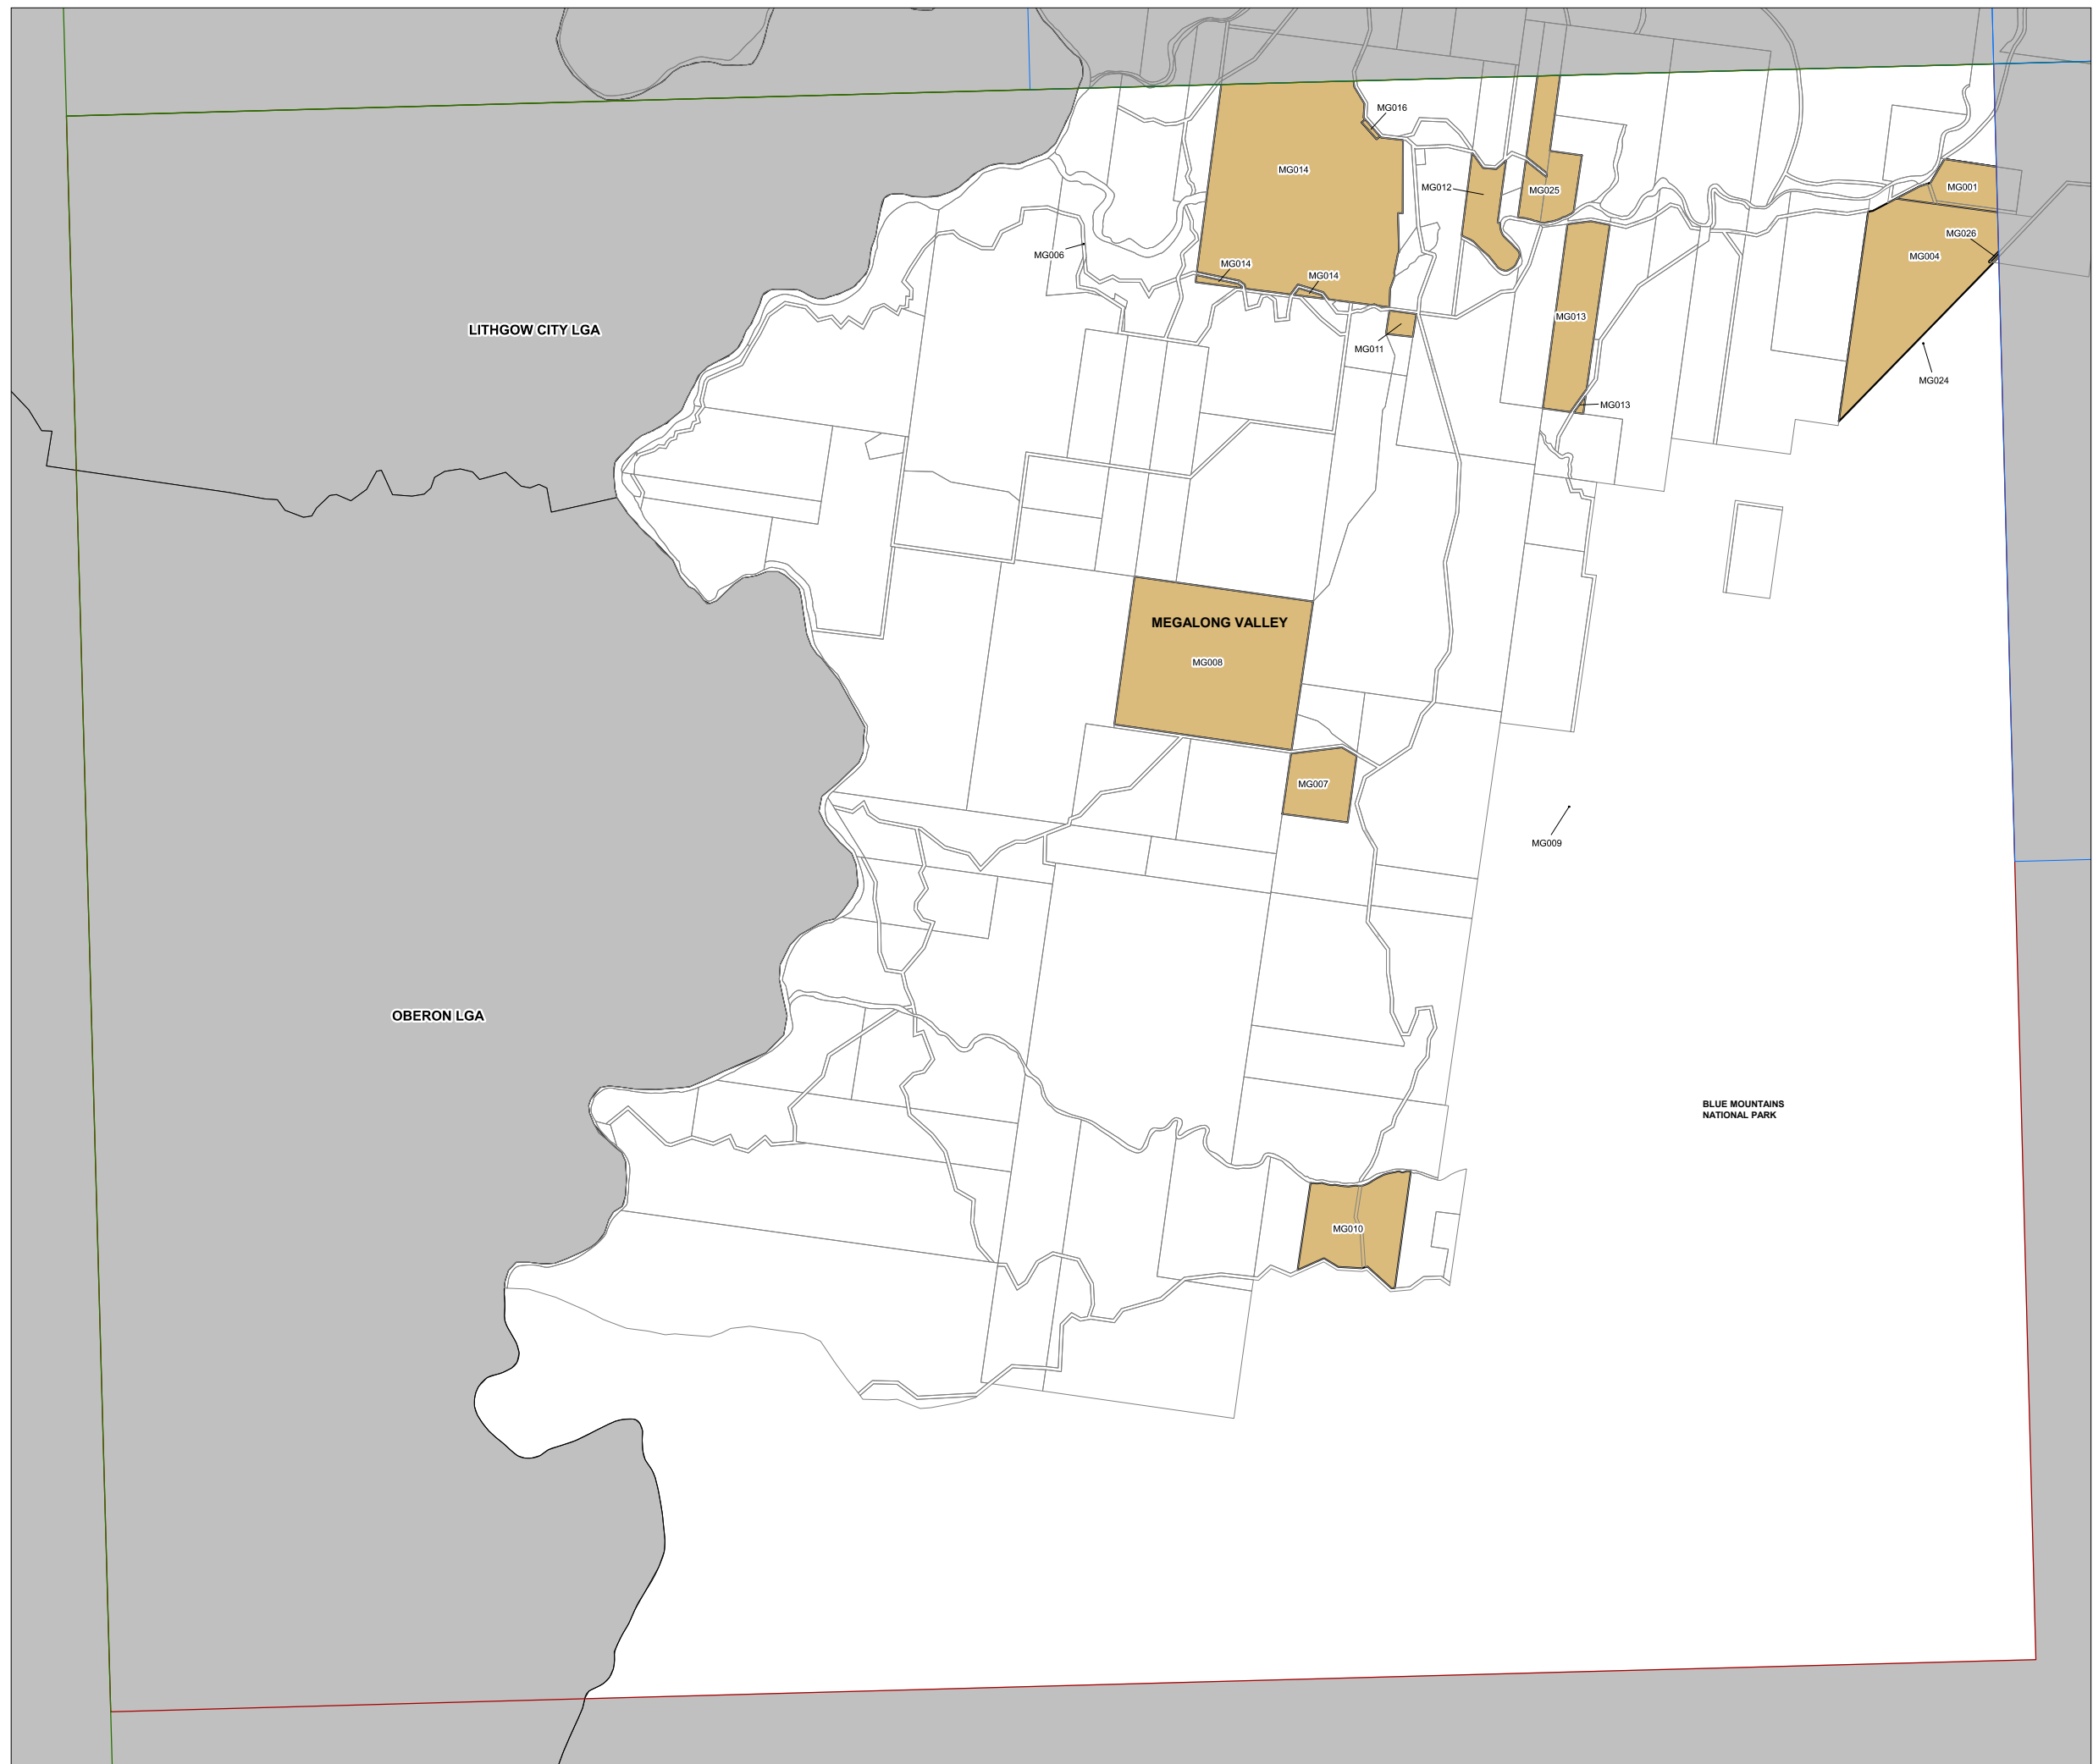 MG016
MG014
MG012
MG025
MG001
MG026
MG006
MG004
MG014
MG014
MG013
LITHGOW CITY LGA
MG011
MG024
MG013
MEGALONG VALLEY
MG008
MG007
MG009
OBERON LGA
BLUE MOUNTAINS
NATIONAL PARK
MG010